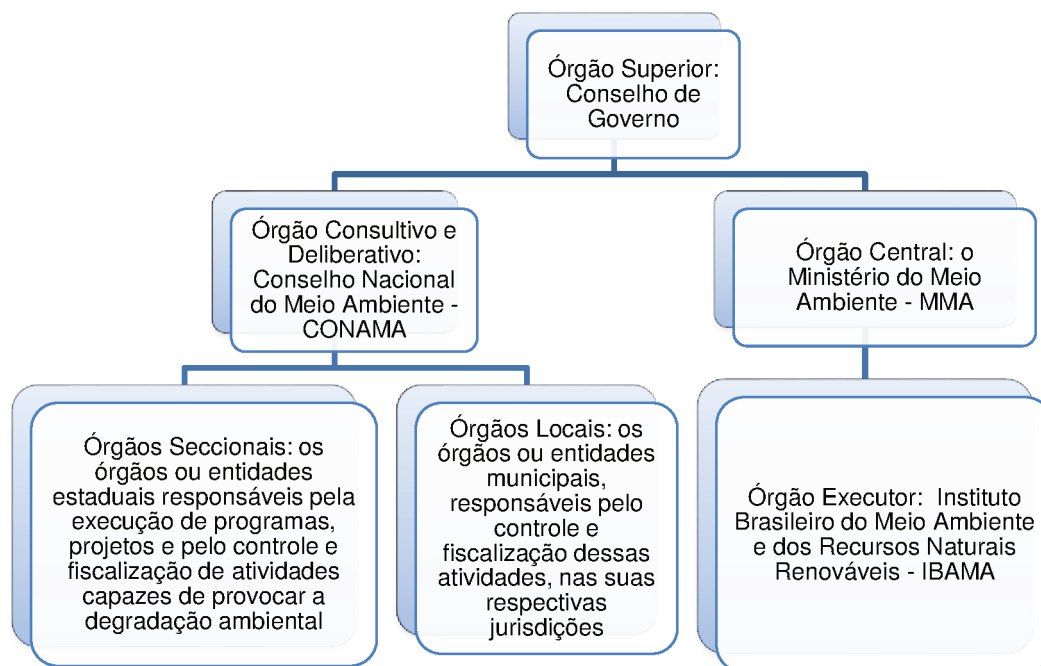 Órgão Superior:
Conselho de
Governo
Órgão Consultivo e
Deliberativo:
Conselho Nacional
do Meio Ambiente -
CONAMA
Órgão Central: o
Ministério do Meio
Ambiente - MMA
Órgãos Seccionais: os
órgãos ou entidades
estaduais responsáveis pela
execução de programas,
projetos e pelo controle e
fiscalização de atividades
capazes de provocar a
degradação ambiental
Órgãos Locais: os
órgãos ou entidades
municipais,
responsáveis pelo
controle e
fiscalização dessas
atividades, nas suas
respectivas
jurisdições
Órgão Executor:  Instituto
Brasileiro do Meio Ambiente
e dos Recursos Naturais
Renováveis - IBAMA